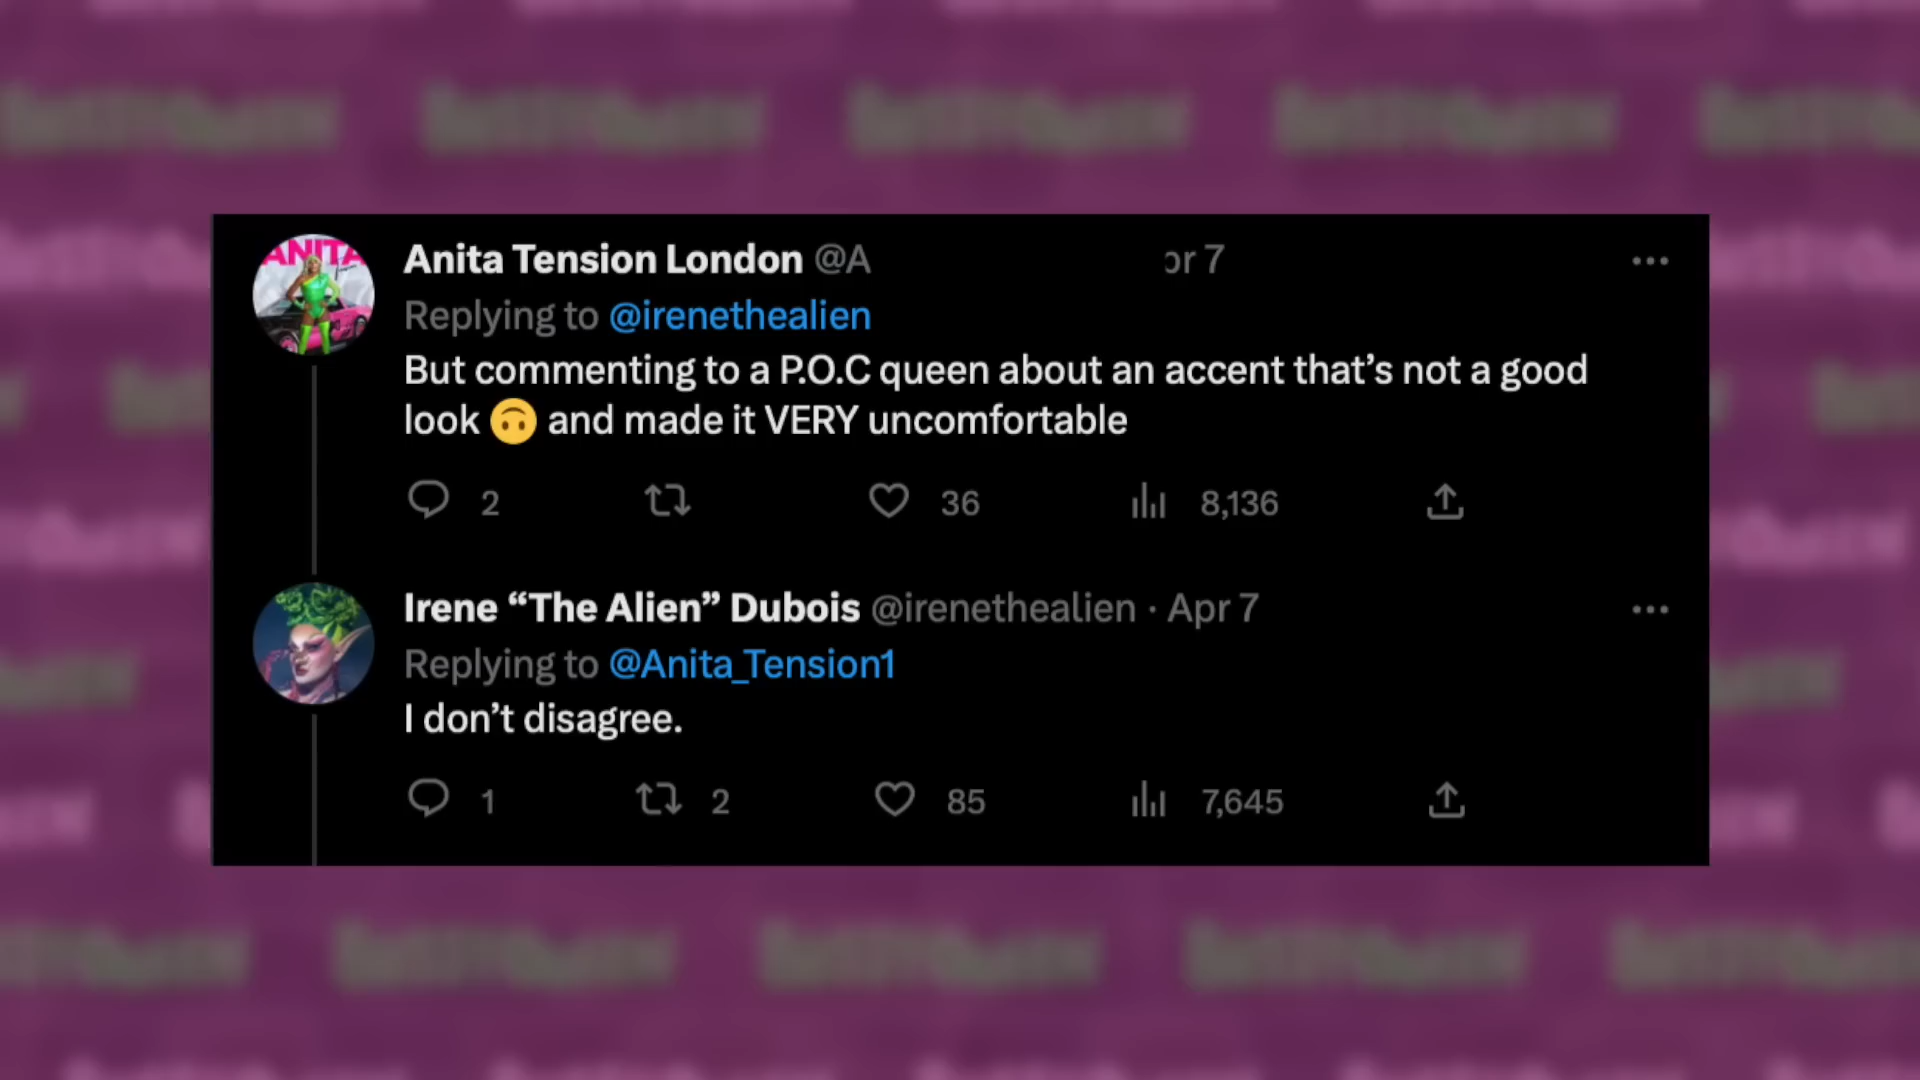 Anita Tension London @A pr 7
Replying to @irenethealien
But commenting to a P.O.C queen about an accent that’s not a good
look 🙃 and made it VERY uncomfortable
2 36 8,136
Irene “The Alien” Dubois @irenethealien · Apr 7
Replying to @Anita_Tension1
I don’t disagree.
1 2 85 7,645
ANITA